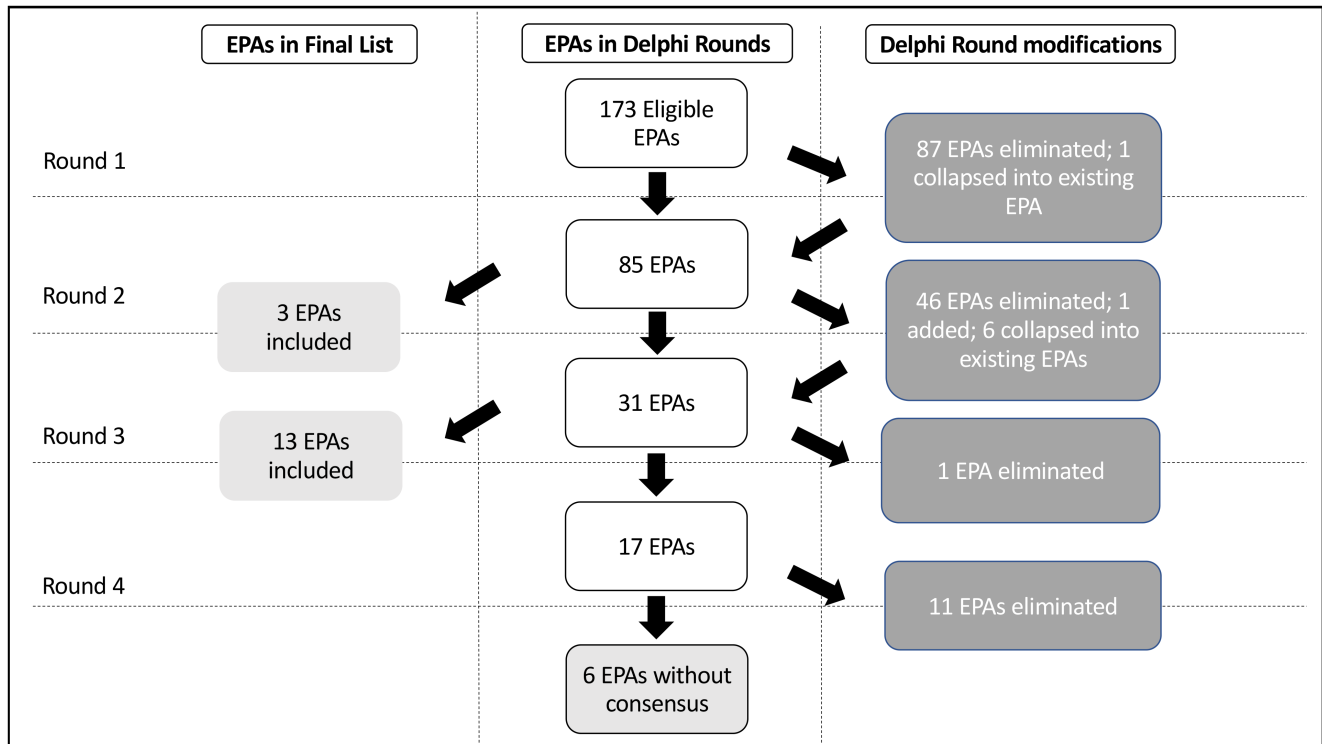 EPAs in Final List
EPAs in Delphi Rounds
Delphi Round modifications
Round 1
173 Eligible
EPAs
87 EPAs eliminated; 1
collapsed into existing
EPA
Round 2
85 EPAs
3 EPAs
included
46 EPAs eliminated; 1
added; 6 collapsed into
existing EPAs
Round 3
31 EPAs
13 EPAs
included
1 EPA eliminated
Round 4
17 EPAs
11 EPAs eliminated
6 EPAs without
consensus